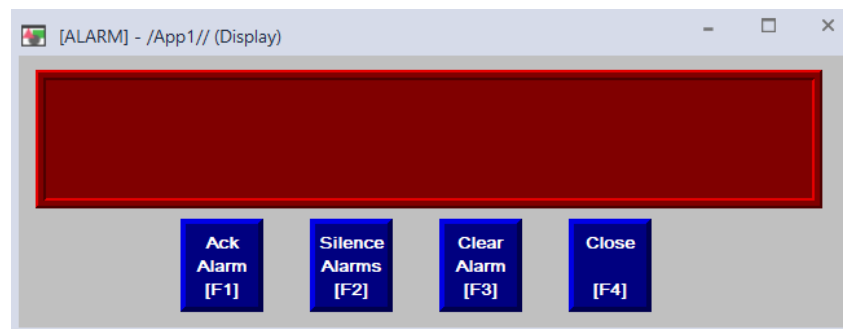 [ALARM] - /App1// (Display)
Ack
Alarm
[F1]
Silence
Alarms
[F2]
Clear
Alarm
[F3]
Close
[F4]